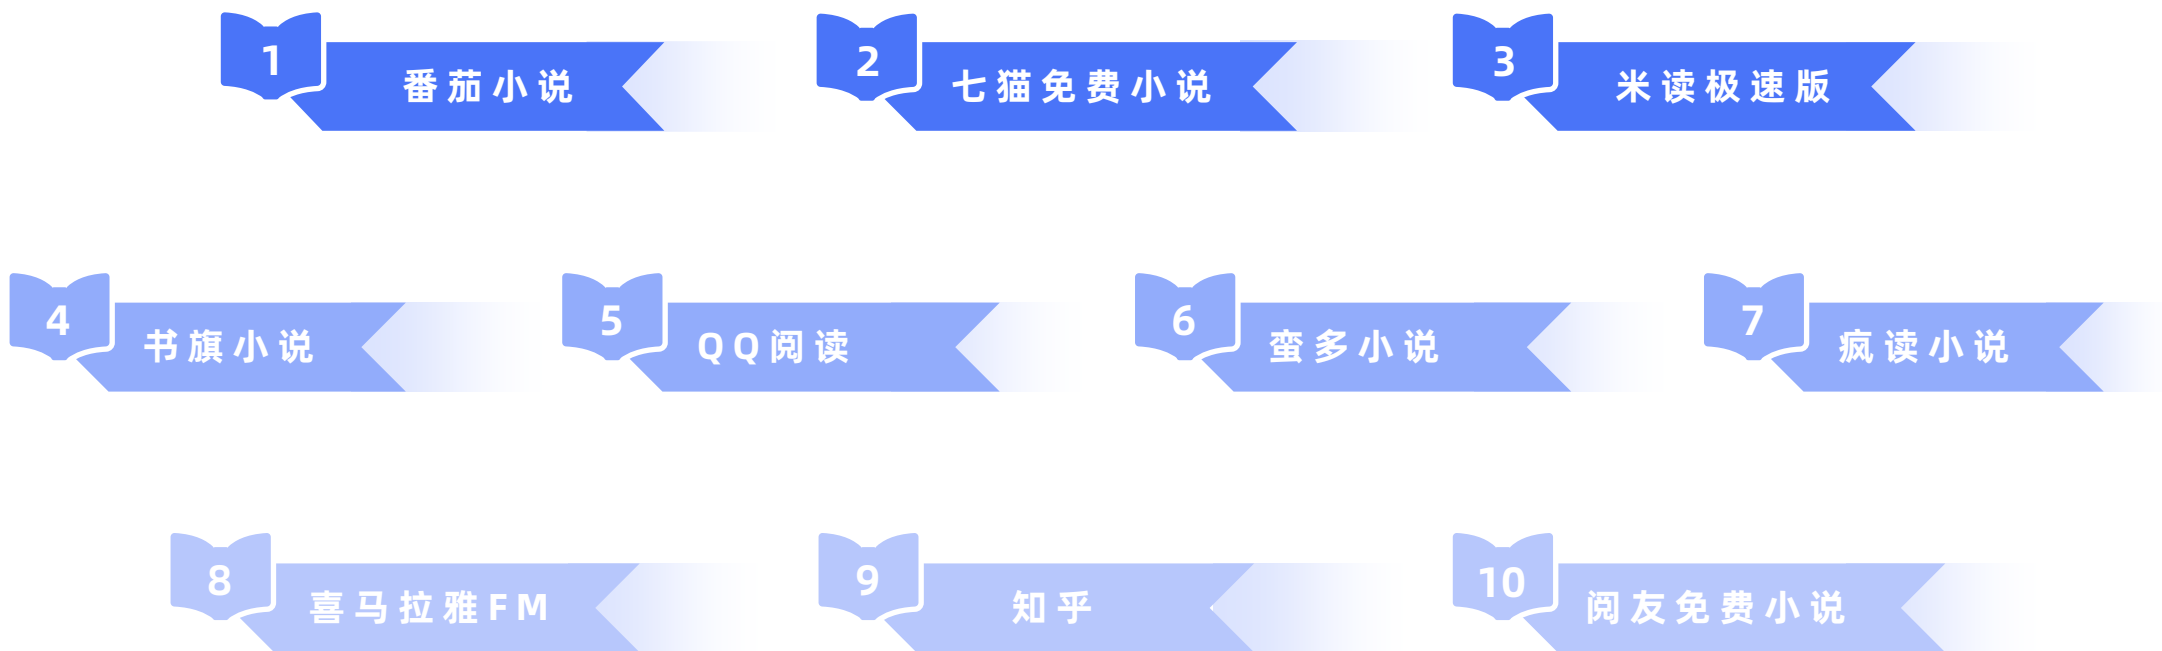 1 番茄小说
2 七猫免费小说
3 米读极速版
4 书旗小说
5 QQ阅读
6 蛮多小说
7 疯读小说
8 喜马拉雅FM
9 知乎
10 阅友免费小说